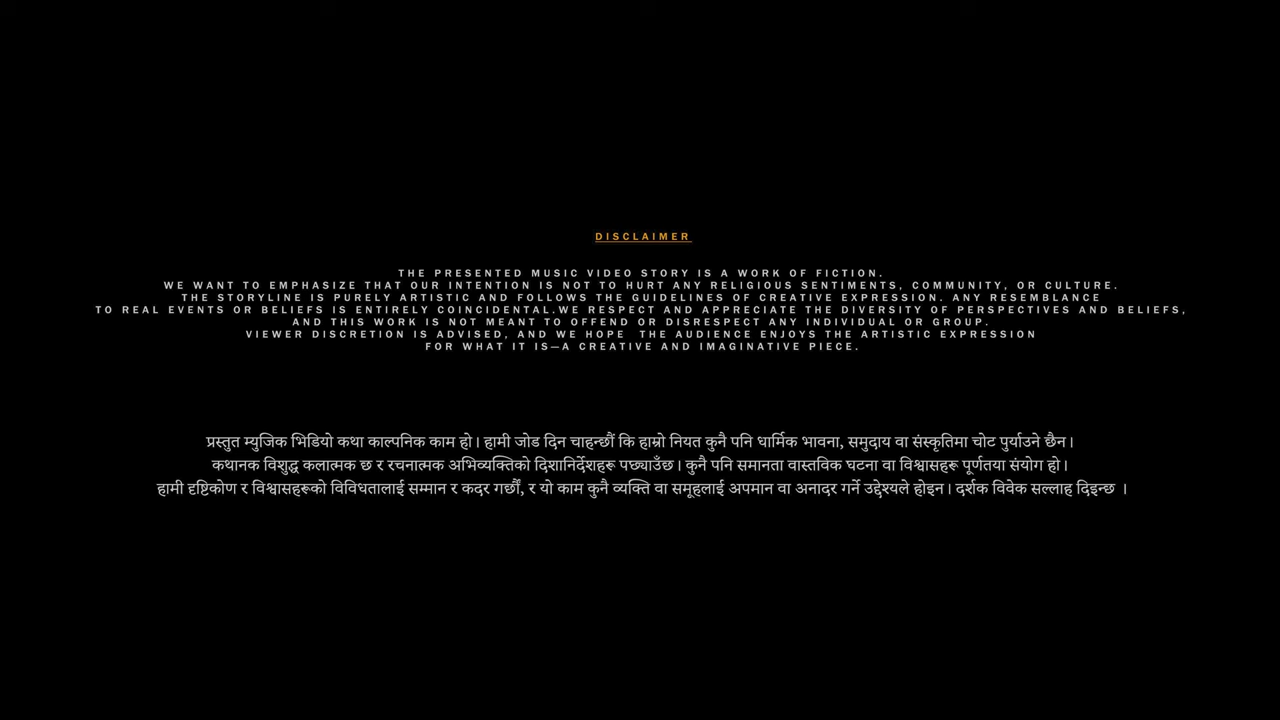 DISCLAIMER
THE PRESENTED MUSIC VIDEO STORY IS A WORK OF FICTION.
WE WANT TO EMPHASIZE THAT OUR INTENTION IS NOT TO HURT ANY RELIGIOUS SENTIMENTS, COMMUNITY, OR CULTURE.
THE STORYLINE IS PURELY ARTISTIC AND FOLLOWS THE GUIDELINES OF CREATIVE EXPRESSION. ANY RESEMBLANCE
TO REAL EVENTS OR BELIEFS IS ENTIRELY COINCIDENTAL.WE RESPECT AND APPRECIATE THE DIVERSITY OF PERSPECTIVES AND BELIEFS,
AND THIS WORK IS NOT MEANT TO OFFEND OR DISRESPECT ANY INDIVIDUAL OR GROUP.
VIEWER DISCRETION IS ADVISED, AND WE HOPE  THE AUDIENCE ENJOYS THE ARTISTIC EXPRESSION
FOR WHAT IT IS—A CREATIVE AND IMAGINATIVE PIECE.
प्रस्तुत म्युजिक भिडियो कथा काल्पनिक काम हो। हामी जोड दिन चाहन्छौं कि हाम्रो नियत कुनै पनि धार्मिक भावना, समुदाय वा संस्कृतिमा चोट पुर्याउने छैन।
कथानक विशुद्ध कलात्मक छ र रचनात्मक अभिव्यक्तिको दिशानिर्देशहरू पछ्याउँछ। कुनै पनि समानता वास्तविक घटना वा विश्वासहरू पूर्णतया संयोग हो।
हामी दृष्टिकोण र विश्वासहरूको विविधतालाई सम्मान र कदर गर्छौं, र यो काम कुनै व्यक्ति वा समूहलाई अपमान वा अनादर गर्ने उद्देश्यले होइन। दर्शक विवेक सल्लाह दिइन्छ ।